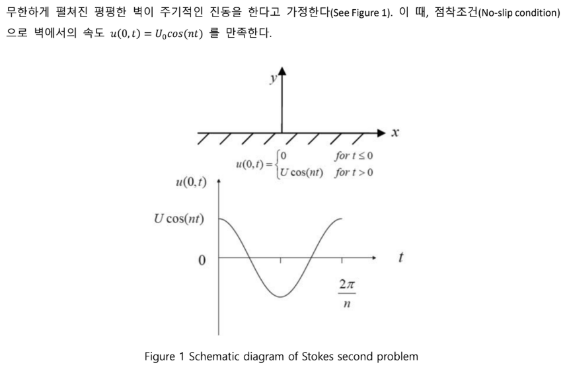 무한하게 펼쳐진 평평한 벽이 주기적인 진동을 한다고 가정한다(See Figure 1). 이 때, 점착조건(No-slip condition)
으로 벽에서의 속도 u(0,t) = U₀cos(nt) 를 만족한다.
y
x
u(0,t) = {0 for t ≤ 0
U cos(nt) for t > 0
u(0,t)
U cos(nt)
0
t
2π
n
Figure 1 Schematic diagram of Stokes second problem